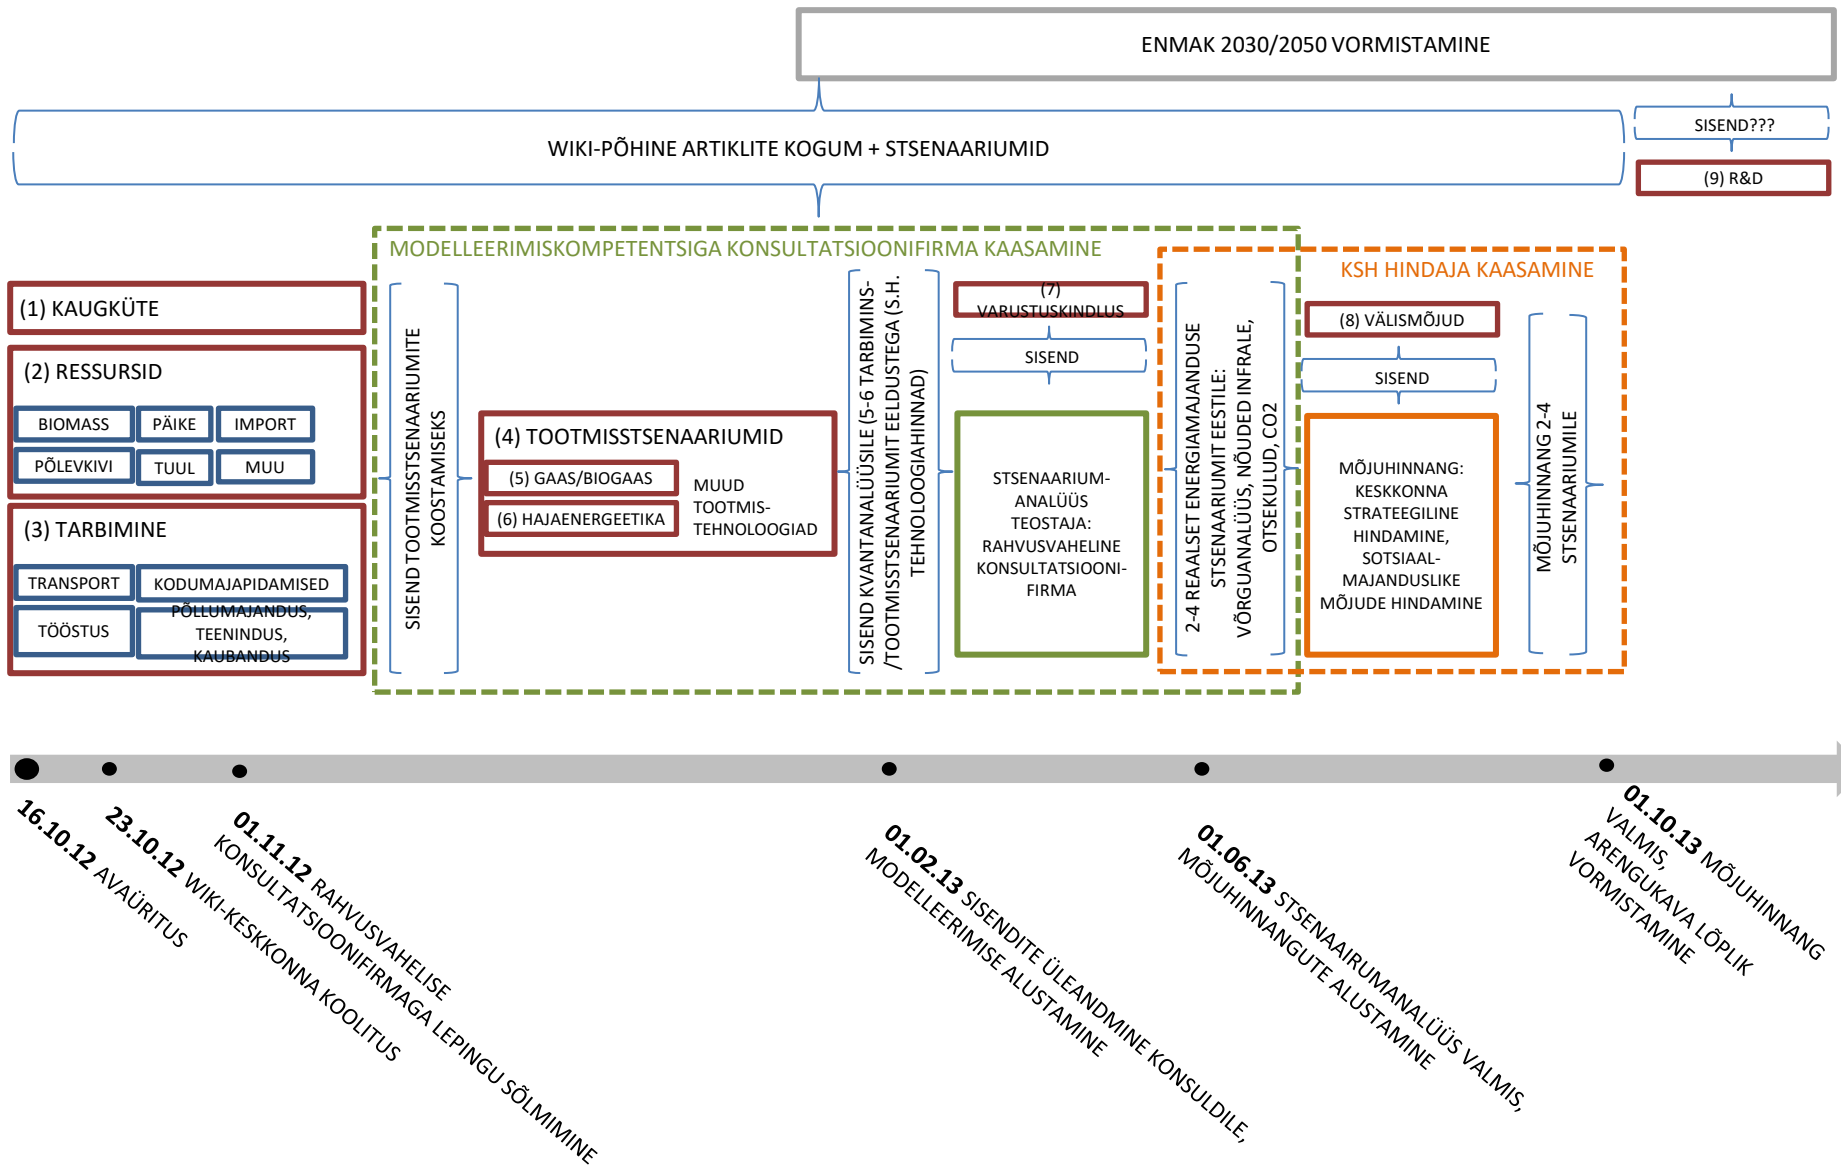 ENMAK 2030/2050 VORMISTAMINE
WIKI-PÕHINE ARTIKLITE KOGUM + STSENAARIUMID
SISEND???
(9) R&D
MODELLEERIMISKOMPETENTSIGA KONSULTATSIOONIFIRMA KAASAMINE
KSH HINDAJA KAASAMINE
(1) KAUGKÜTE
(2) RESSURSID
BIOMASS
PÄIKE
IMPORT
PÕLEVKIVI
TUUL
MUU
(3) TARBIMINE
TRANSPORT
KODUMAJAPIDAMISED
TÖÖSTUS
PÕLLUMAJANDUS,
TEENINDUS,
KAUBANDUS
SISEND TOOTMISSTSENAARIUMITE
KOOSTAMISEKS
(4) TOOTMISSTSENAARIUMID
(5) GAAS/BIOGAAS
(6) HAJAENERGEETIKA
MUUD
TOOTMIS-
TEHNOLOOGIAD
SISEND KVANTANALÜÜSILE (5-6 TARBIMINS-
/TOOTMISSTSENAARIUMIT EELDUSTEGA (S.H.
TEHNOLOOGIAHINNAD)
(7)
VARUSTUSKINDLUS
SISEND
STSENAARIUM-
ANALÜÜS
TEOSTAJA:
RAHVUSVAHELINE
KONSULTATSIOONI-
FIRMA
2-4 REAALSET ENERGIAMAJANDUSE
STSENAARIUMIT EESTILE:
VÕRGUANALÜÜS, NÕUDED INFRALE,
OTSEKULUD, CO2
(8) VÄLISMÕJUD
SISEND
MÕJUHINNANG:
KESKKONNA
STRATEEGILINE
HINDAMINE,
SOTSIAAL-
MAJANDUSLIKE
MÕJUDE HINDAMINE
MÕJUHINNANG 2-4
STSENAARIUMILE
16.10.12 AVAÜRITUS
23.10.12 WIKI-KESKKONNA KOOLITUS
01.11.12 RAHVUSVAHELISE
KONSULTATSIOONIFIRMAGA LEPINGU SÕLMIMINE
01.02.13 SISENDITE ÜLEANDMINE KONSULDILE,
MODELLEERIMISE ALUSTAMINE
01.06.13 STSENAAIRUMANALÜÜS VALMIS,
MÕJUHINNANGUTE ALUSTAMINE
01.10.13 MÕJUHINNANG
VALMIS,
ARENGUKAVA LÕPLIK
VORMISTAMINE